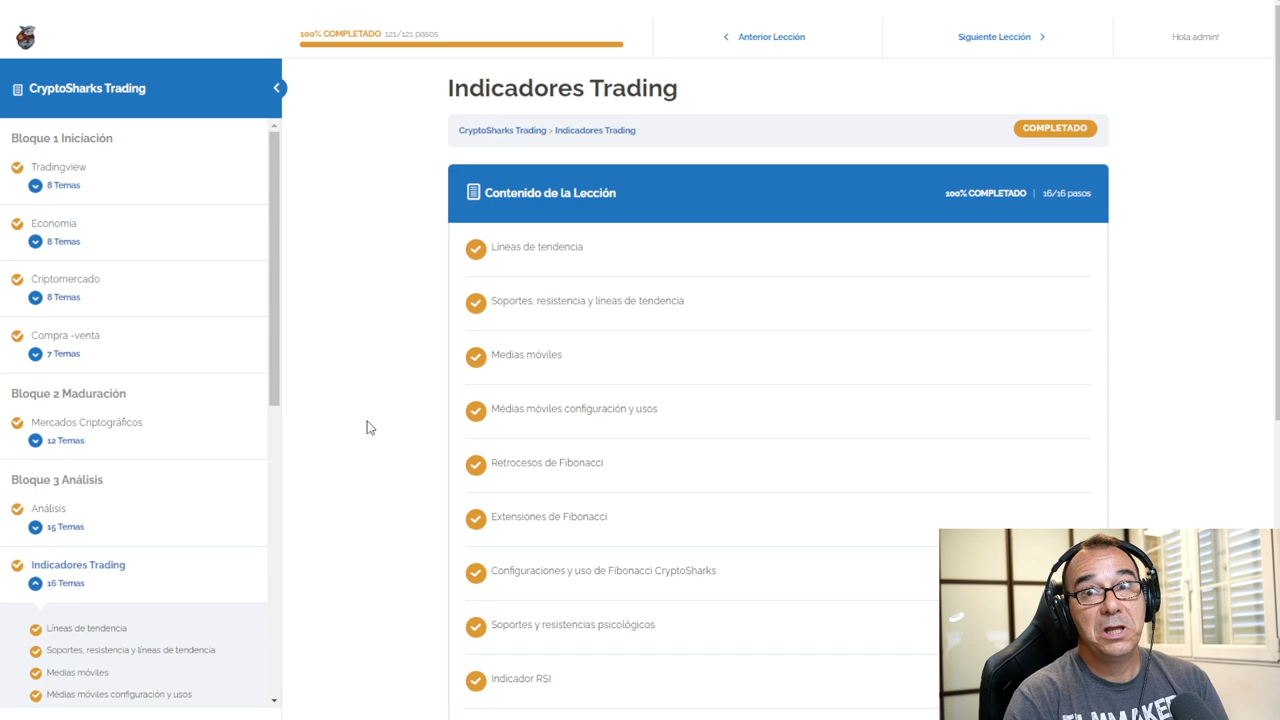 100% COMPLETADO 121/121 pasos
Anterior Lección
Siguiente Lección
Hola admin!
CryptoSharks Trading
Bloque 1 Iniciación
Tradingview
8 Temas
Economía
8 Temas
Criptomercado
8 Temas
Compra -venta
7 Temas
Bloque 2 Maduración
Mercados Criptográficos
12 Temas
Bloque 3 Análisis
Análisis
15 Temas
Indicadores Trading
16 Temas
Líneas de tendencia
Soportes, resistencia y líneas de tendencia
Medias móviles
Médias móviles configuración y usos
Indicadores Trading
CryptoSharks Trading > Indicadores Trading
COMPLETADO
Contenido de la Lección
100% COMPLETADO | 16/16 pasos
Líneas de tendencia
Soportes, resistencia y líneas de tendencia
Medias móviles
Médias móviles configuración y usos
Retrocesos de Fibonacci
Extensiones de Fibonacci
Configuraciones y uso de Fibonacci CryptoSharks
Soportes y resistencias psicológicos
Indicador RSI